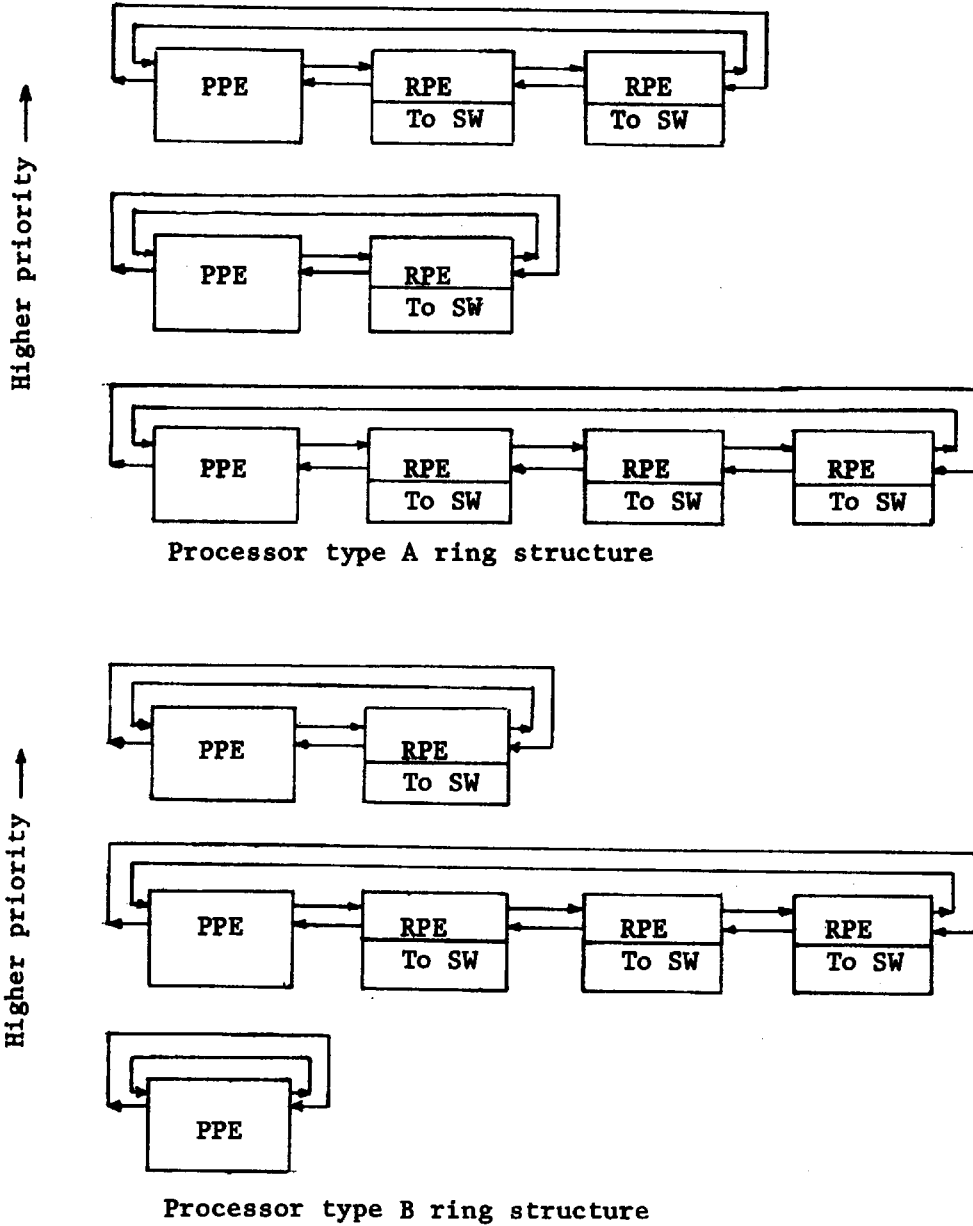 Higher priority
PPE RPE RPE
To SW To SW
PPE RPE
To SW
PPE RPE RPE RPE
To SW To SW To SW
Processor type A ring structure
Higher priority
PPE RPE
To SW
PPE RPE RPE RPE
To SW To SW To SW
PPE
Processor type B ring structure